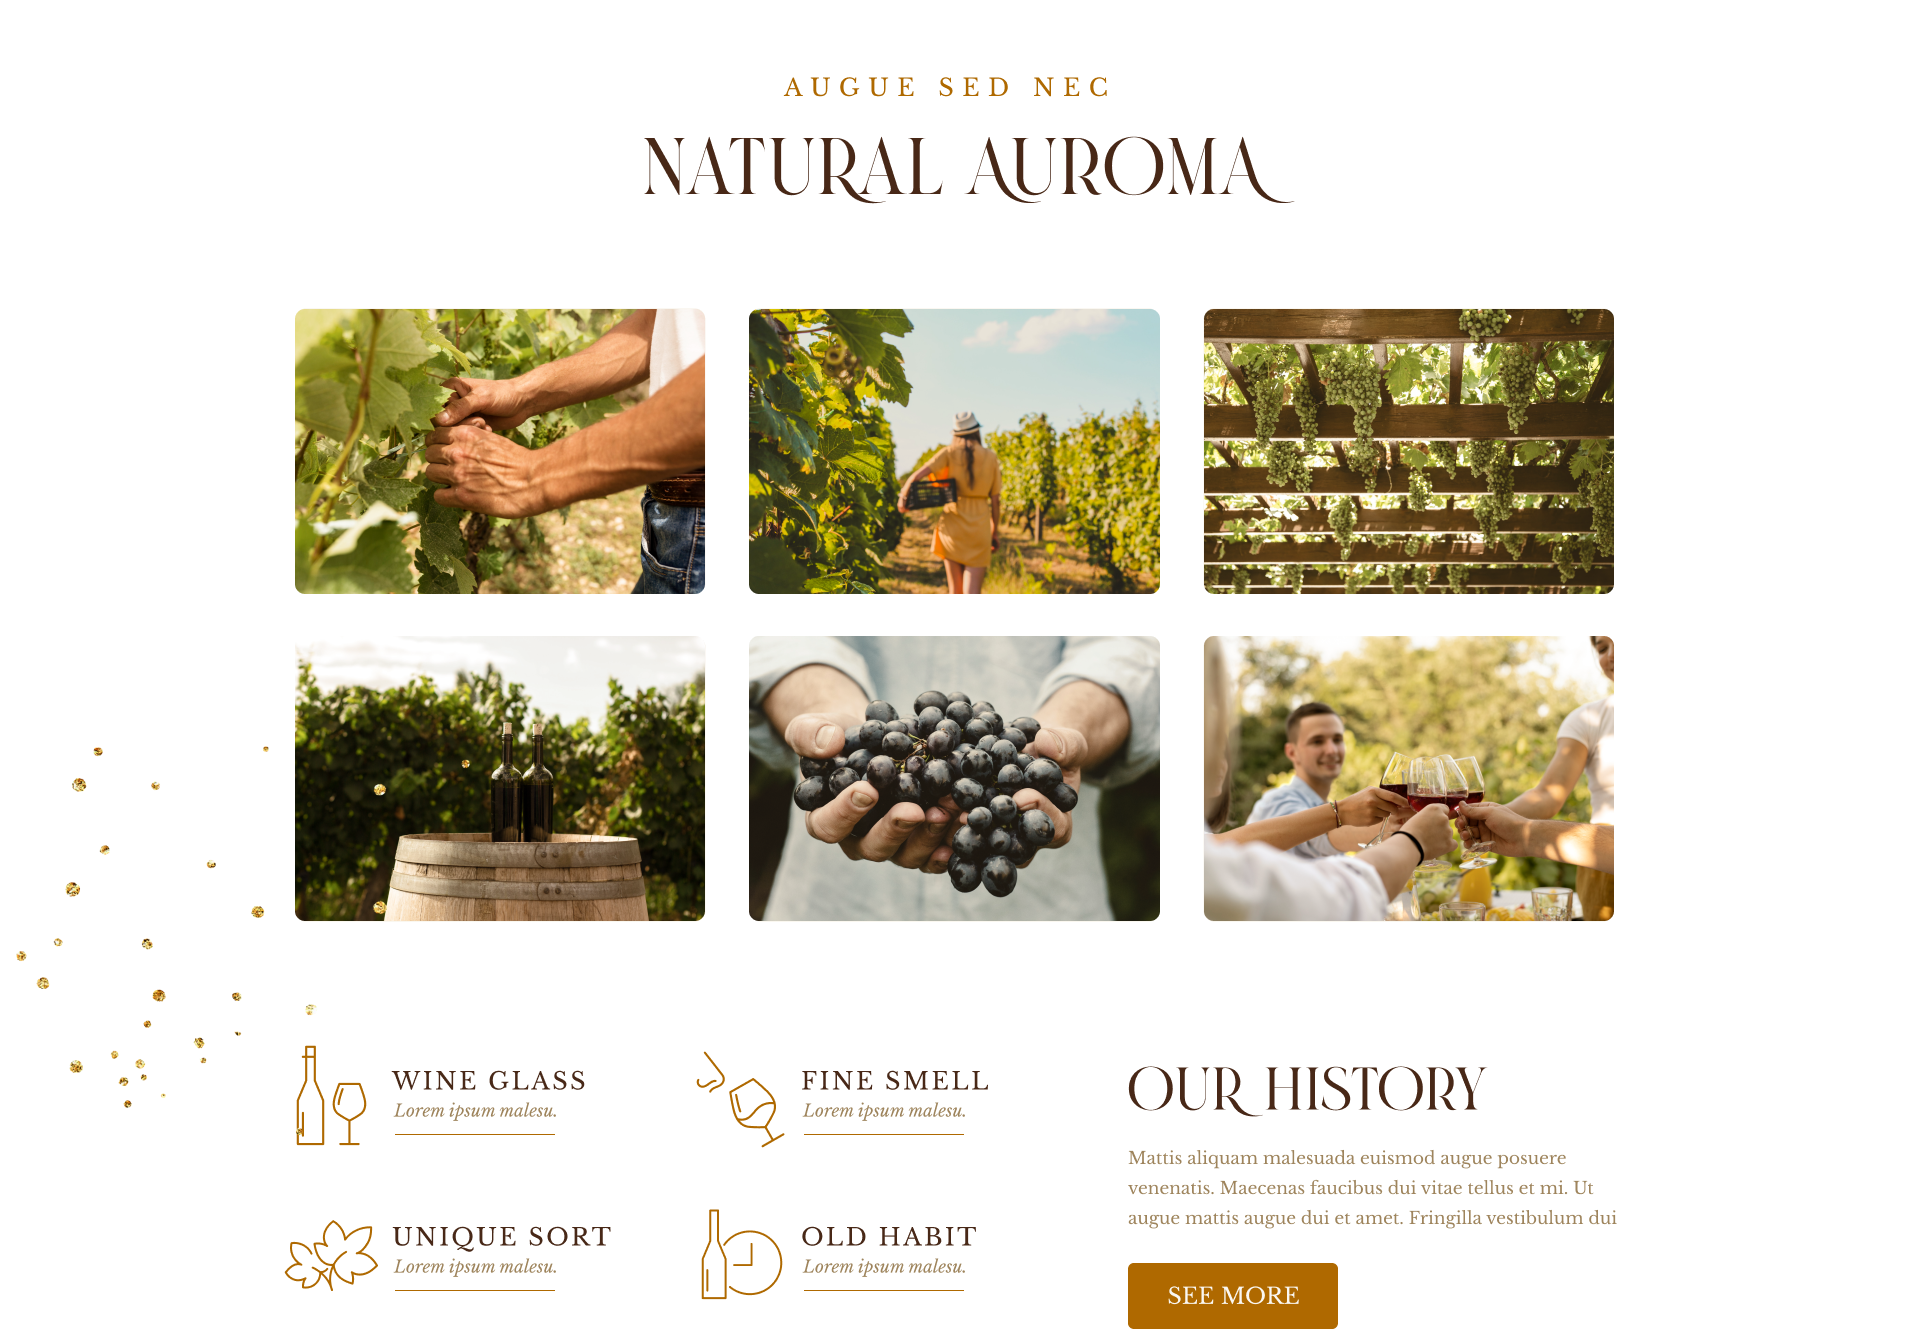 AUGUE SED NEC
NATURAL AUROMA
WINE GLASS
Lorem ipsum malesu.
FINE SMELL
Lorem ipsum malesu.
UNIQUE SORT
Lorem ipsum malesu.
OLD HABIT
Lorem ipsum malesu.
OUR HISTORY
Mattis aliquam malesuada euismod augue posuere
venenatis. Maecenas faucibus dui vitae tellus et mi. Ut
augue mattis augue dui et amet. Fringilla vestibulum dui
SEE MORE